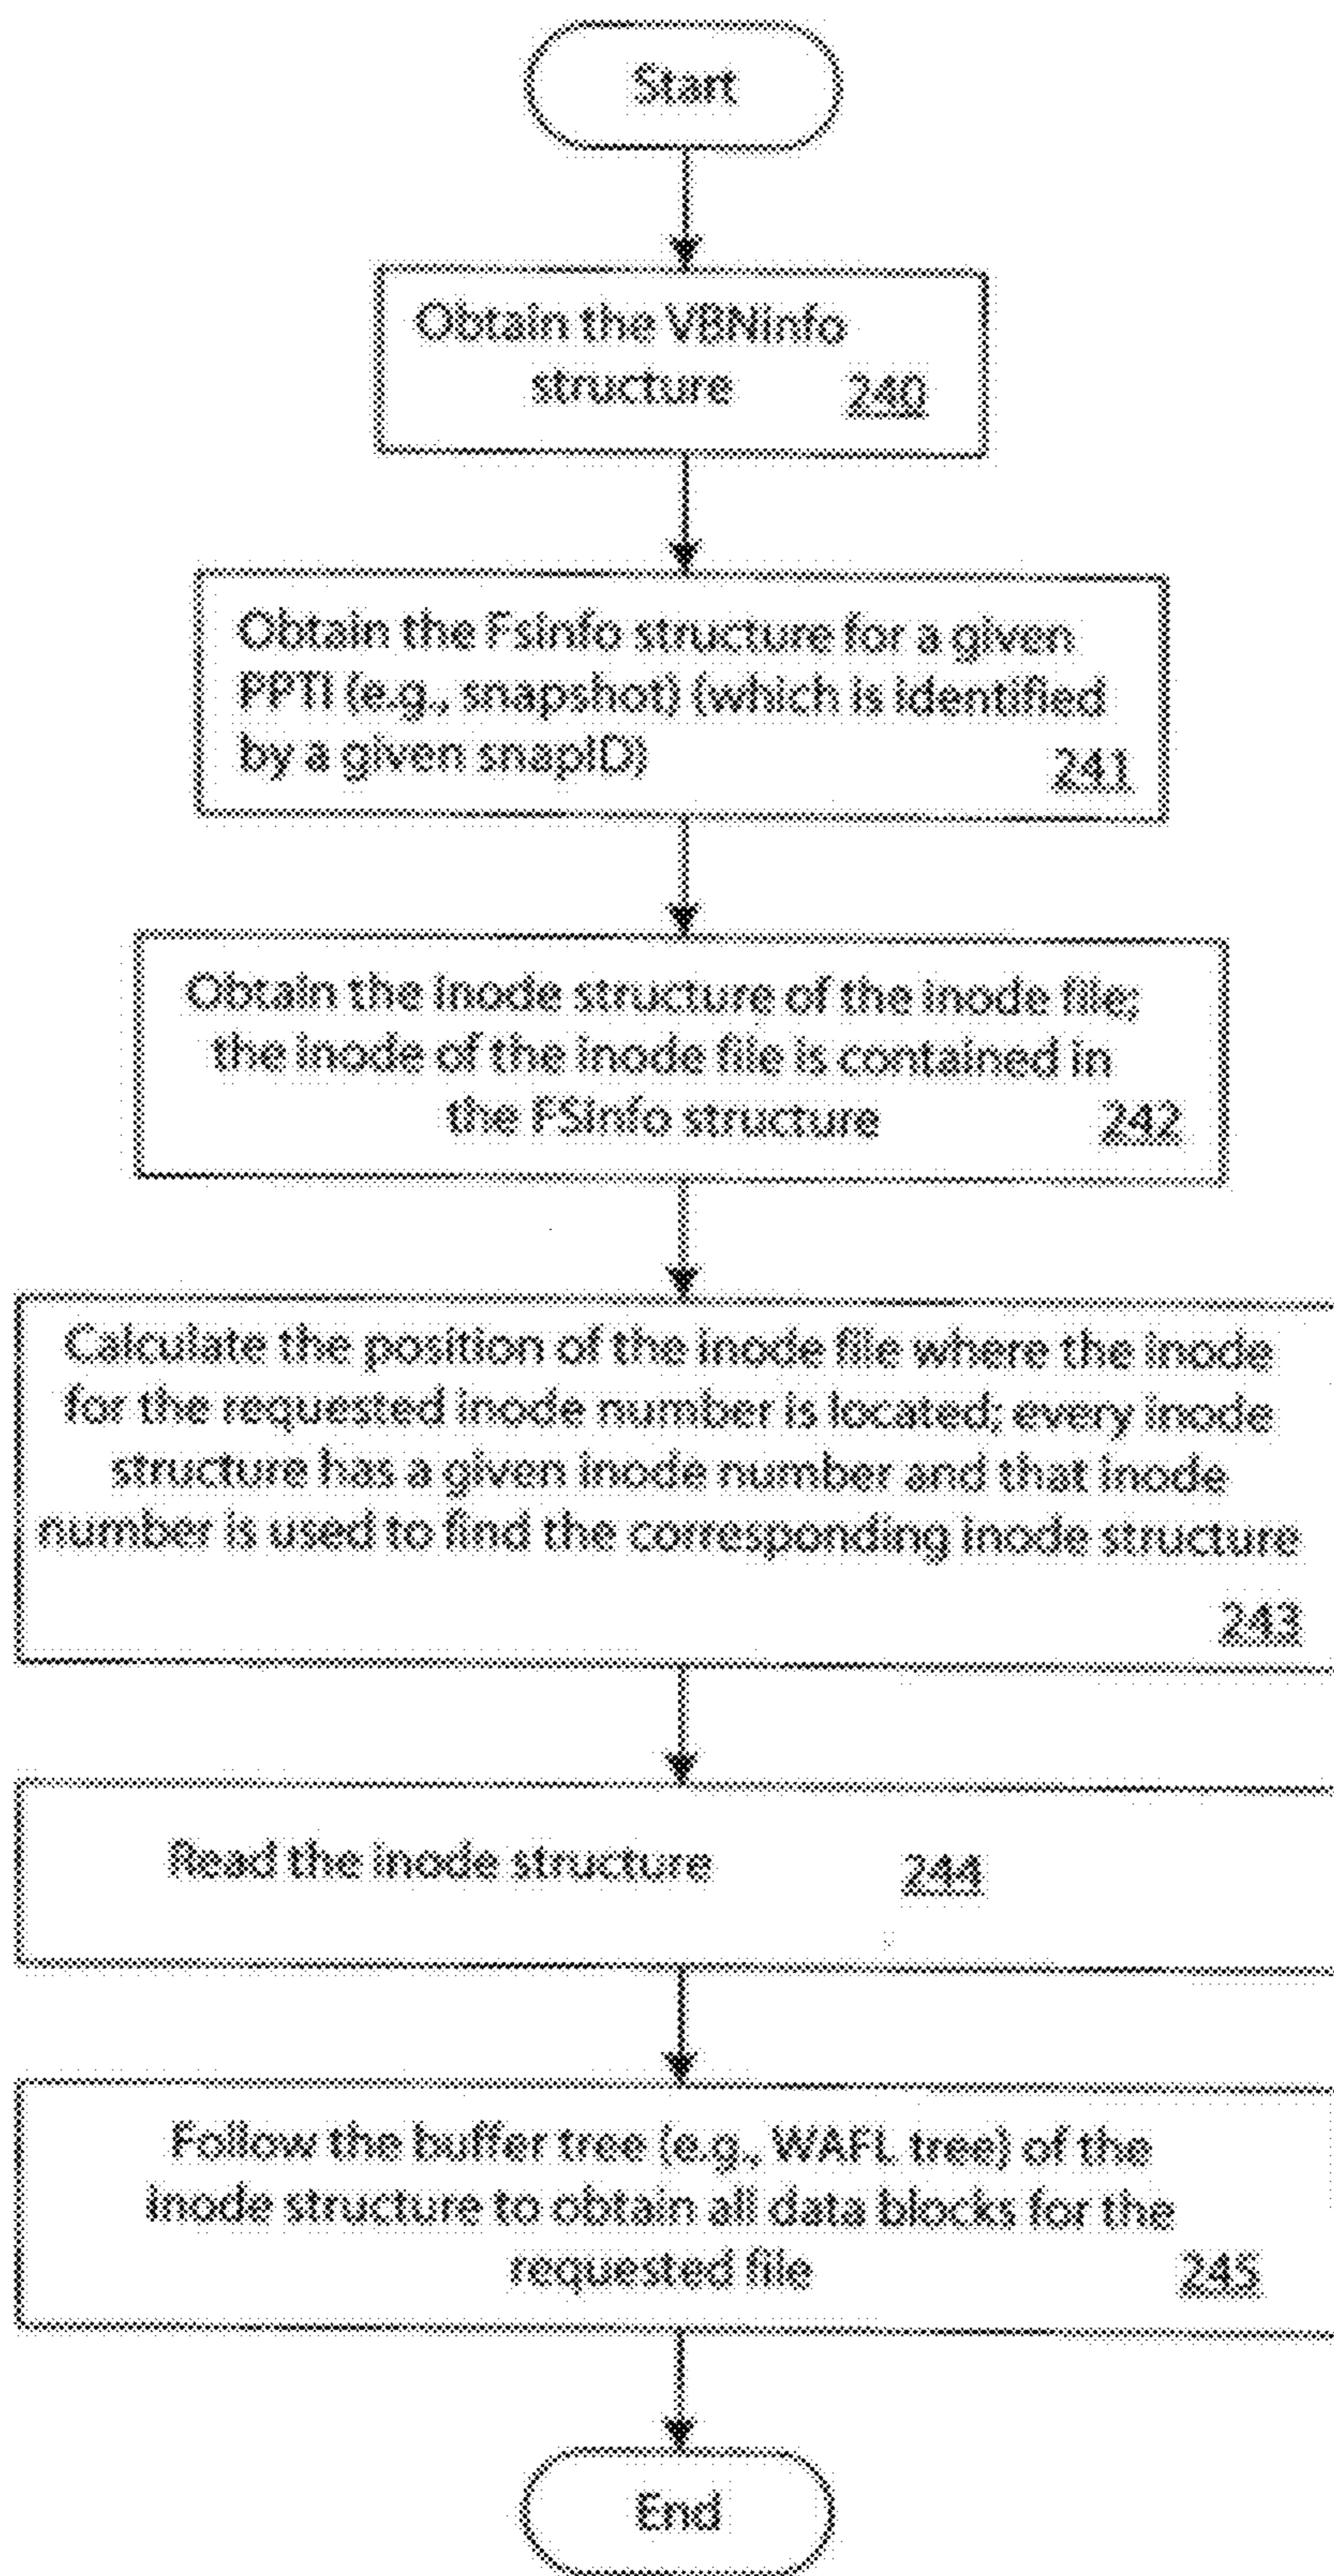 Start
Obtain the VBNinfo
structure 240
Obtain the Fsinfo structure for a given
PPTI (e.g., snapshot) (which is identified
by a given snapID)
241
Obtain the inode structure of the inode file;
the inode of the inode file is contained in
the FSinfo structure 242
Calculate the position of the inode file where the inode
for the requested inode number is located; every inode
structure has a given inode number and that inode
number is used to find the corresponding inode structure
243
Read the inode structure 244
Follow the buffer tree (e.g., WAFL tree) of the
inode structure to obtain all data blocks for the
requested file 245
End